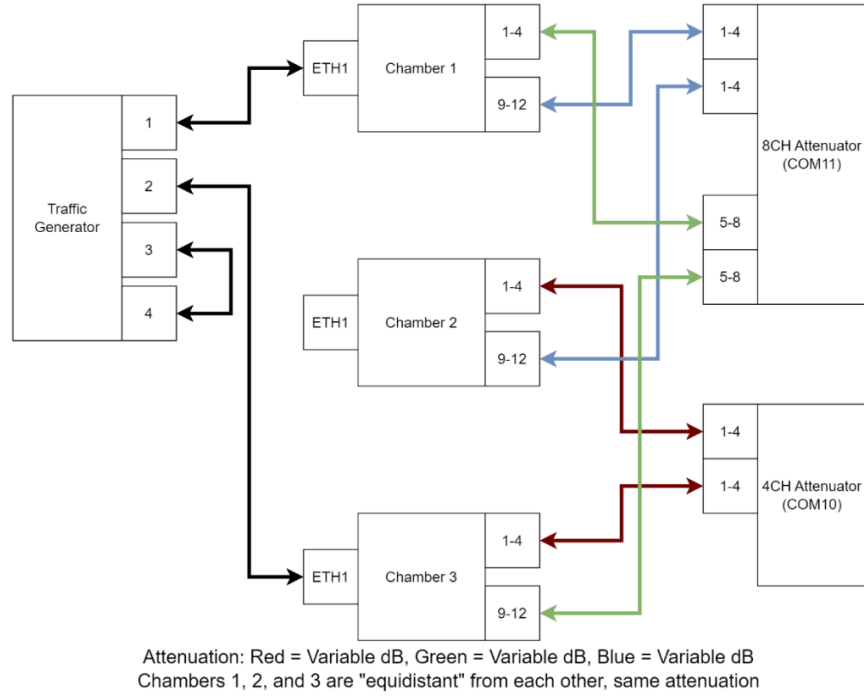 1-4
ETH1
Chamber 1
9-12
1-4
1-4
8CH Attenuator
(COM11)
5-8
5-8
Traffic
Generator
1
2
3
4
1-4
ETH1
Chamber 2
9-12
1-4
1-4
4CH Attenuator
(COM10)
1-4
ETH1
Chamber 3
9-12
Attenuation: Red = Variable dB, Green = Variable dB, Blue = Variable dB
Chambers 1, 2, and 3 are "equidistant" from each other, same attenuation